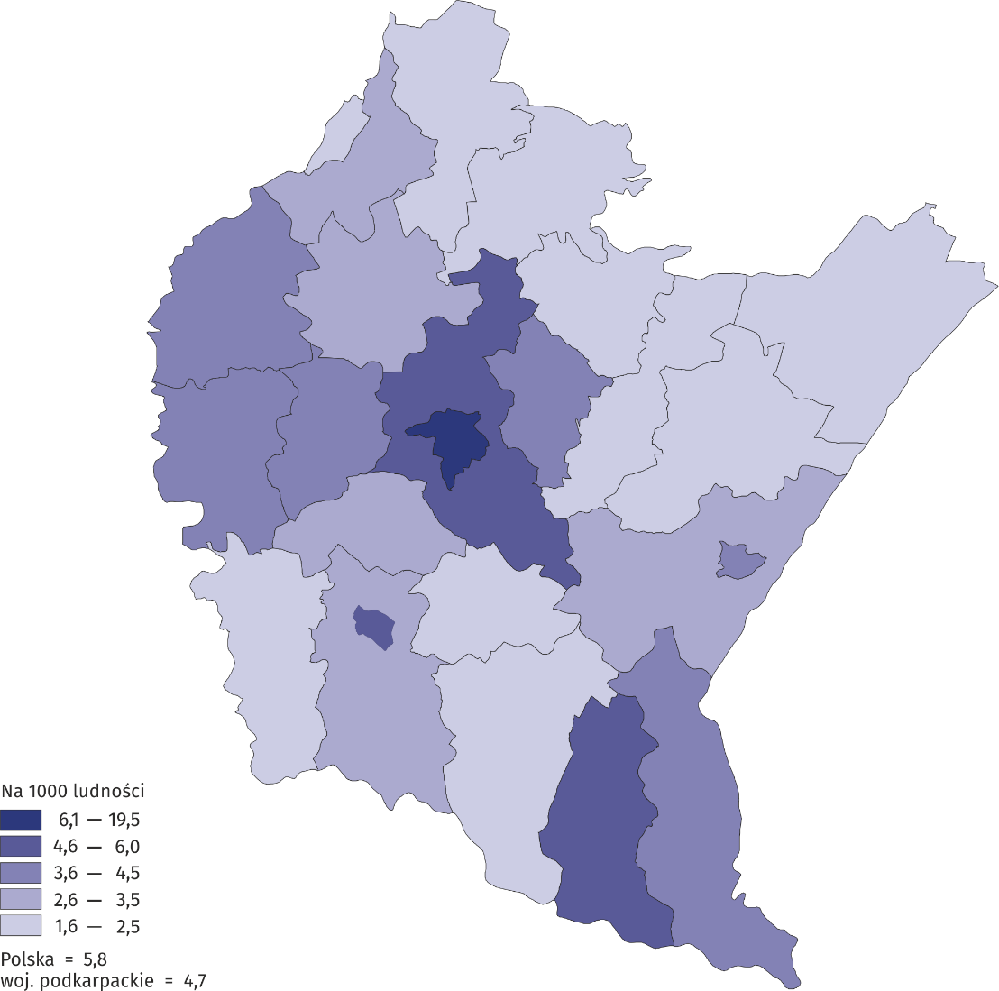 Na 1000 ludności
6,1 — 19,5
4,6 — 6,0
3,6 — 4,5
2,6 — 3,5
1,6 — 2,5
Polska = 5,8
woj. podkarpackie = 4,7